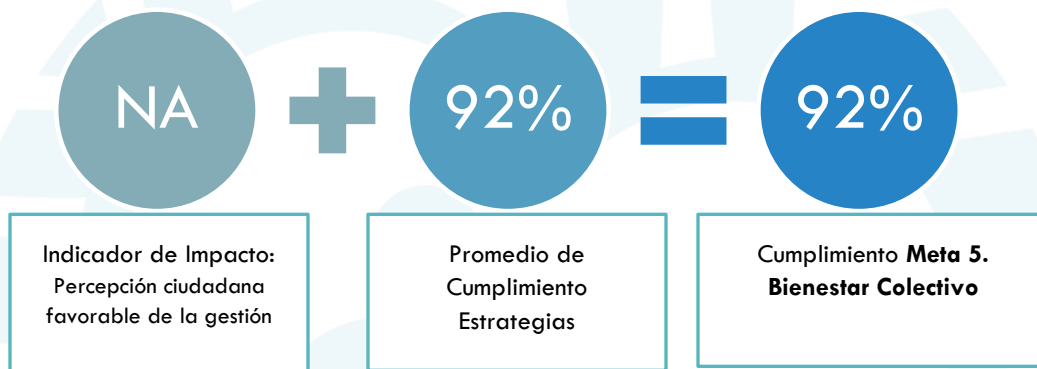 NA
92%
92%
Indicador de Impacto:
Percepción ciudadana
favorable de la gestión
Promedio de
Cumplimiento
Estrategias
Cumplimiento Meta 5.
Bienestar Colectivo